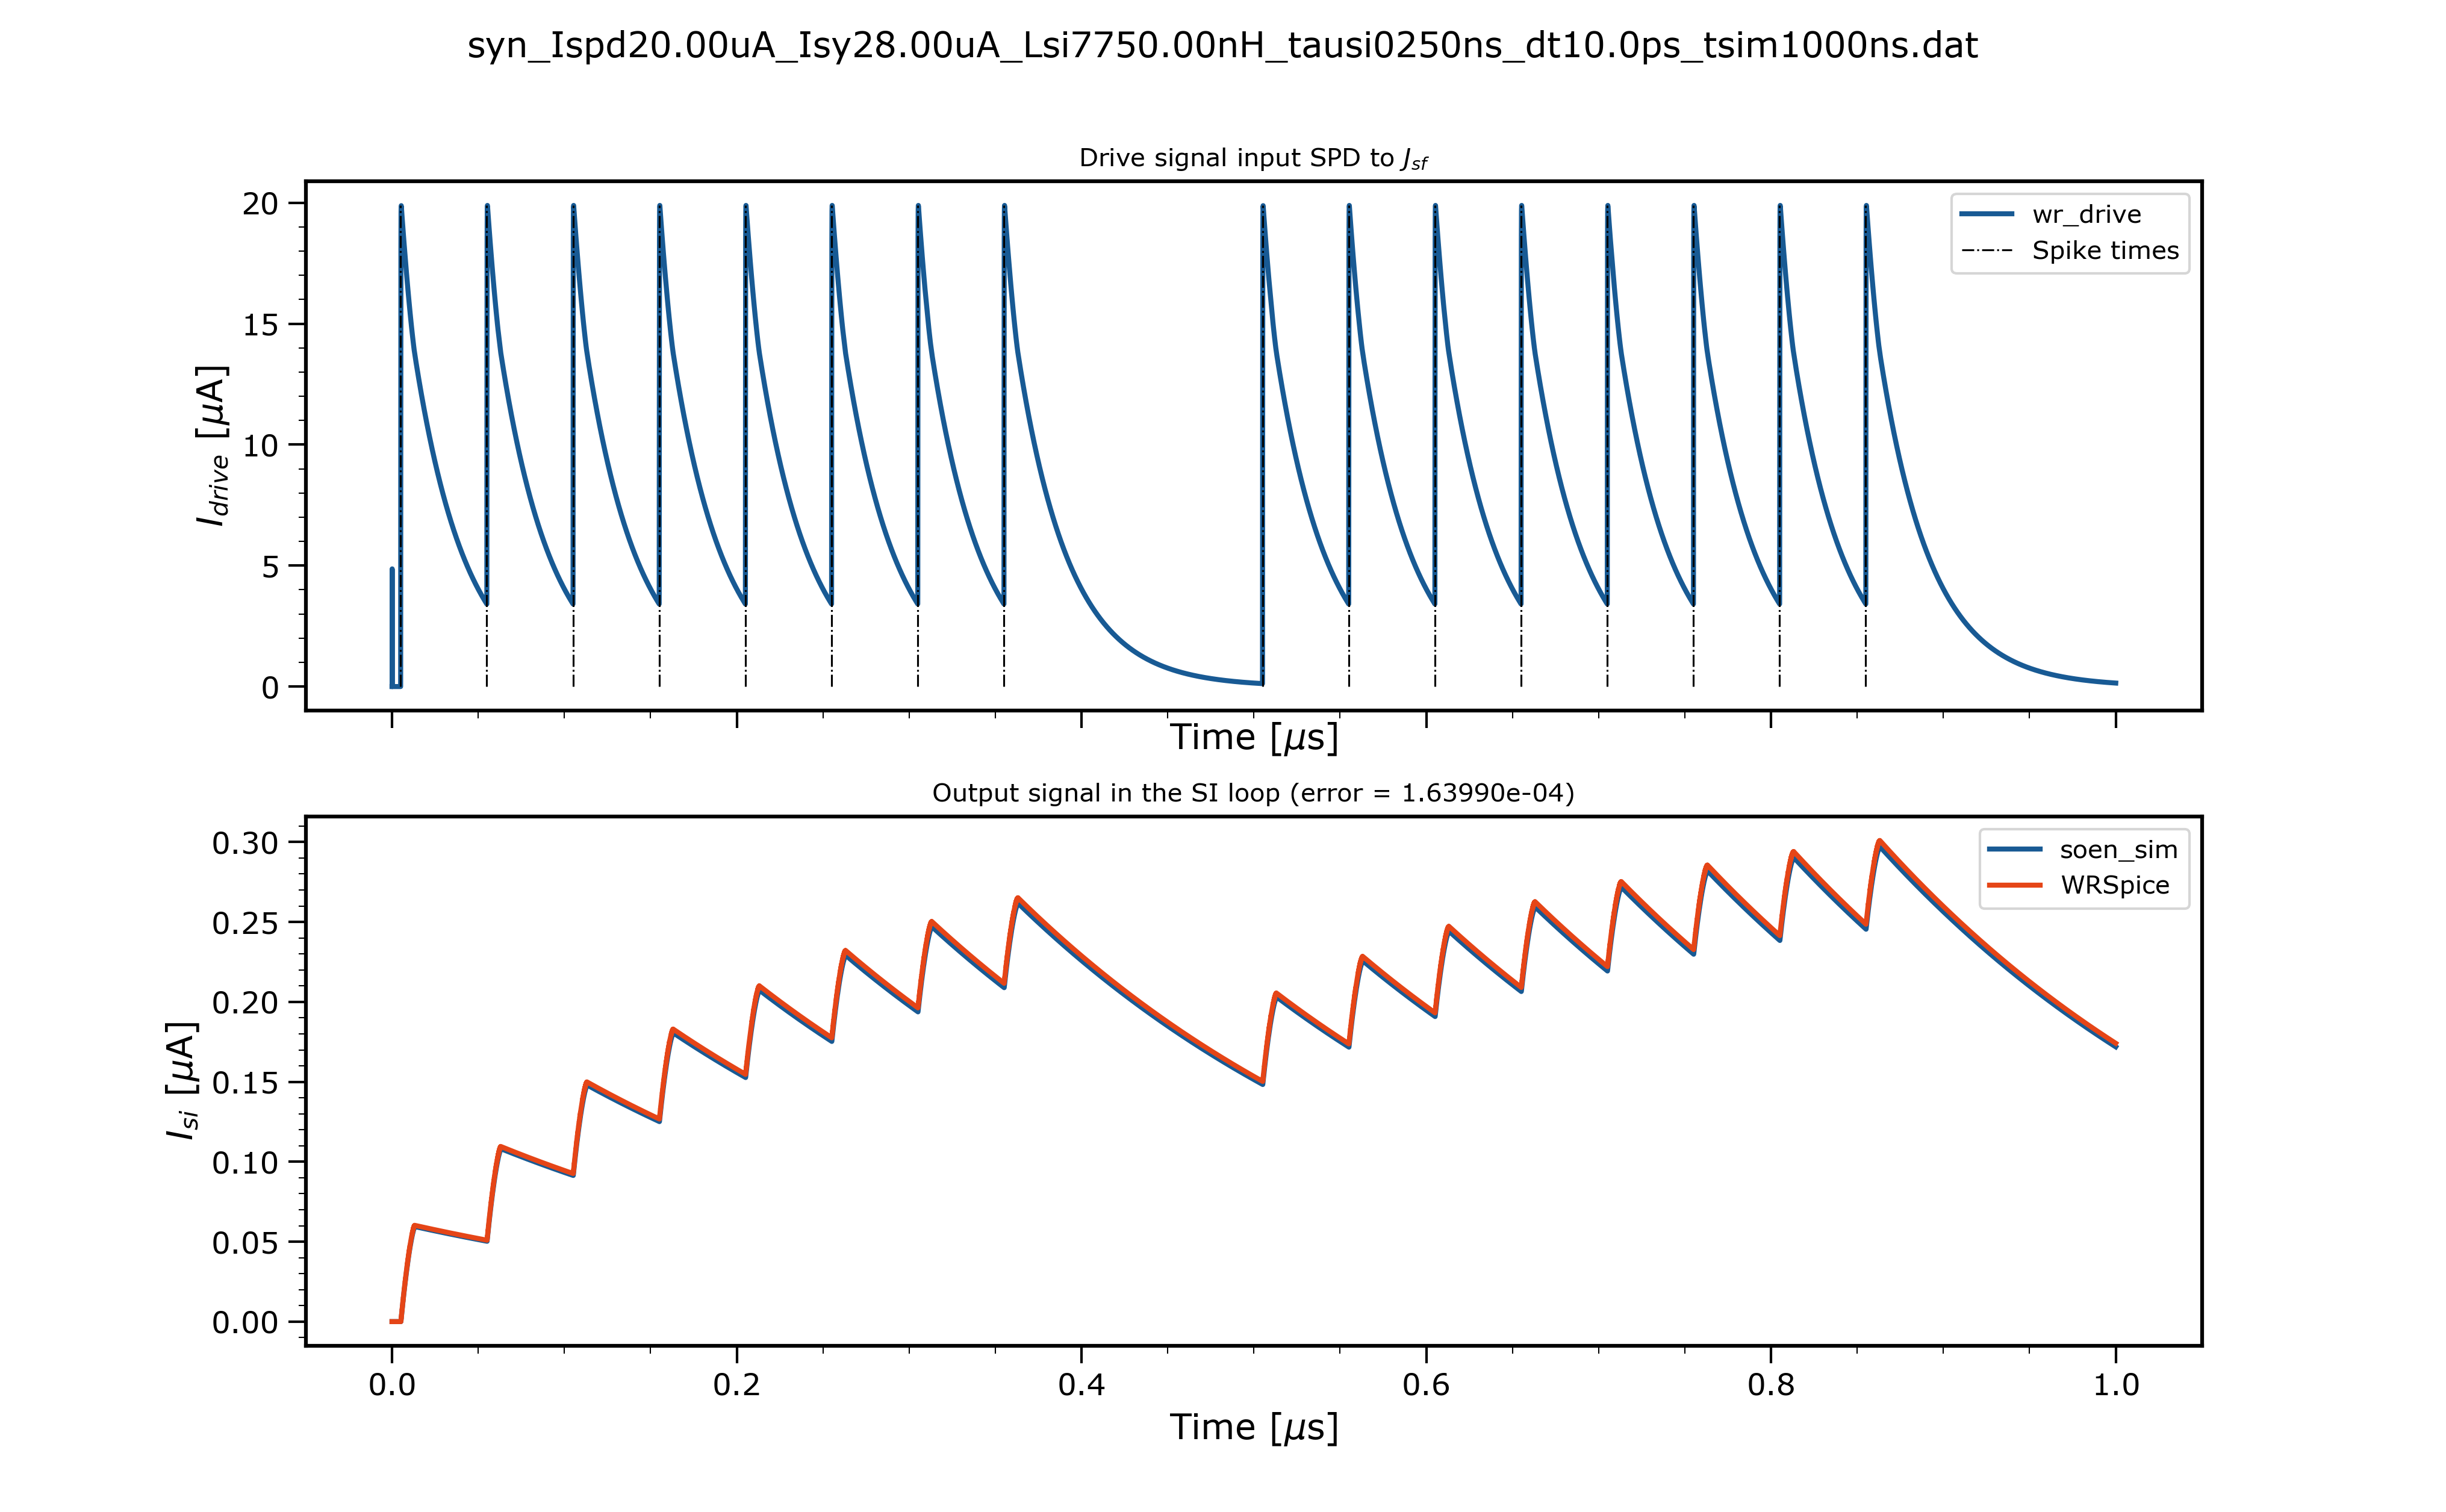 syn_Ispd20.00uA_Isy28.00uA_Lsi7750.00nH_tausi0250ns_dt10.0ps_tsim1000ns.dat
Drive signal input SPD to Jsf
20
15
10
5
0
Idrive [μA]
wr_drive
Spike times
Time [μs]
Output signal in the SI loop (error = 1.63990e-04)
0.30
0.25
0.20
0.15
0.10
0.05
0.00
Isi [μA]
soen_sim
WRSpice
0.0 0.2 0.4 0.6 0.8 1.0
Time [μs]